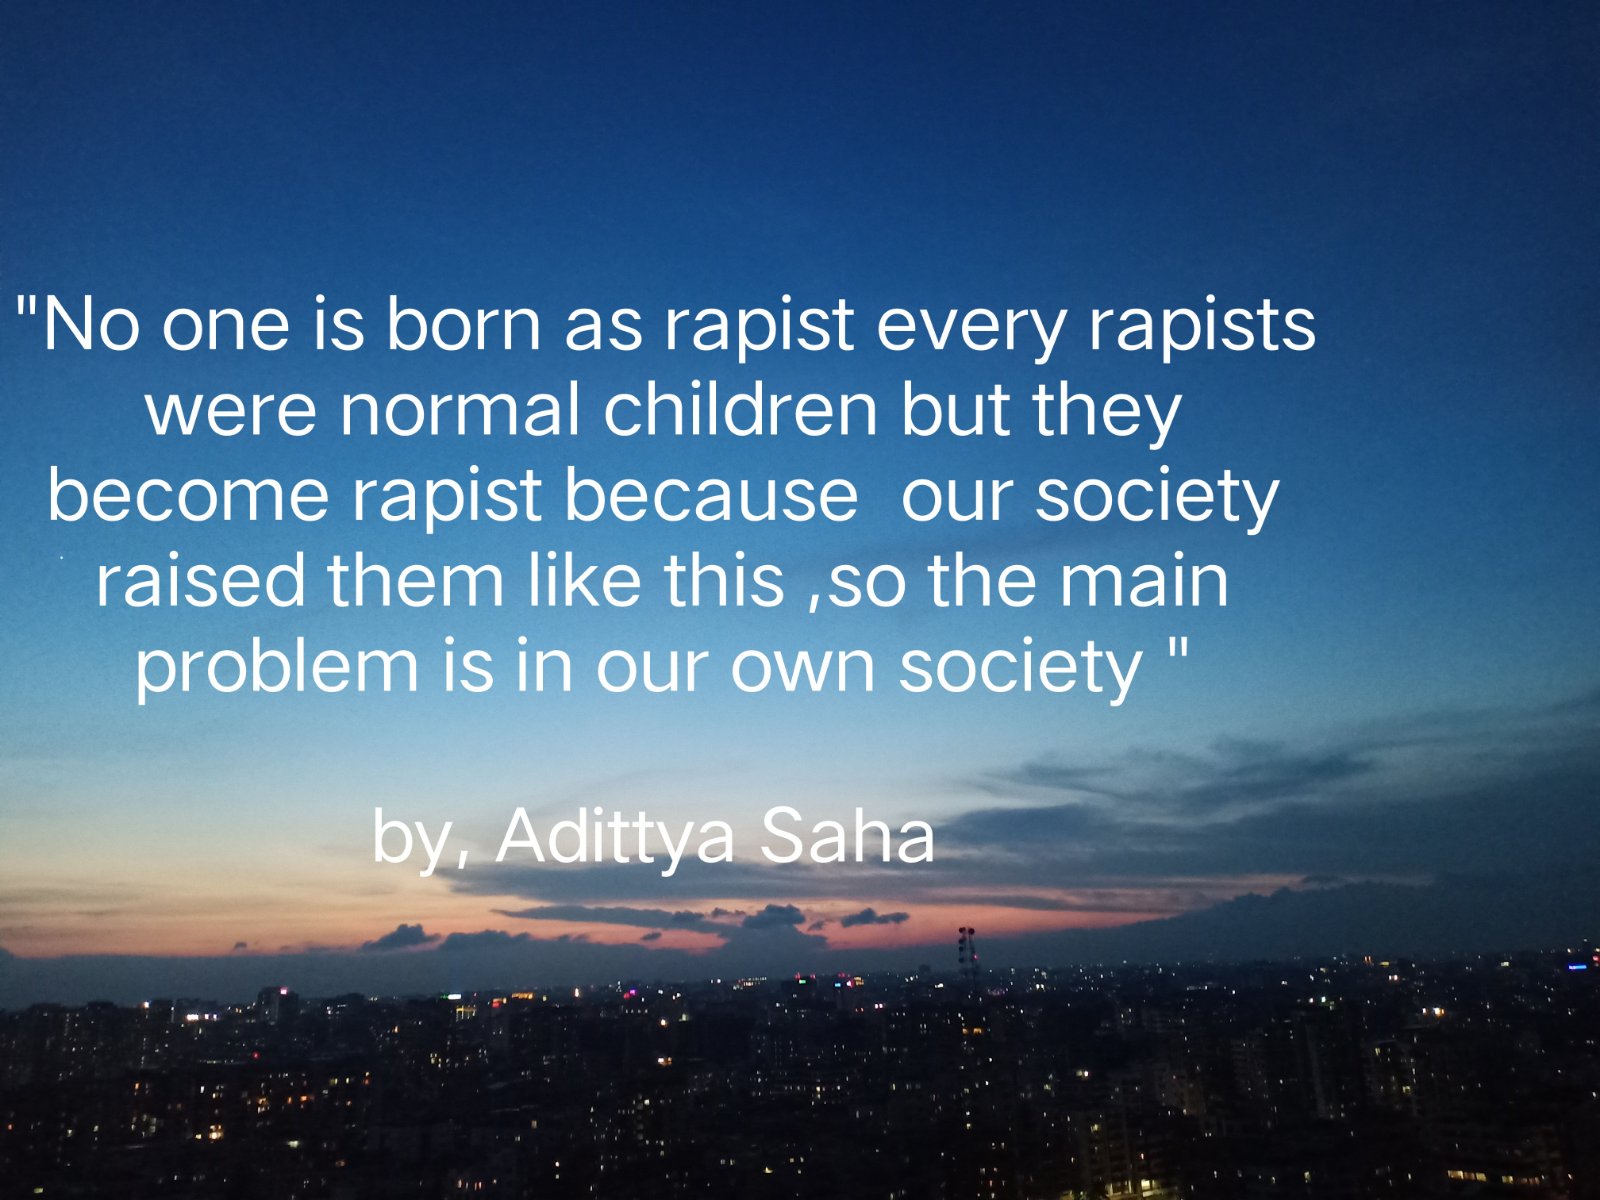 "No one is born as rapist every rapists
were normal children but they
become rapist because  our society
raised them like this ,so the main
problem is in our own society "
by, Adittya Saha